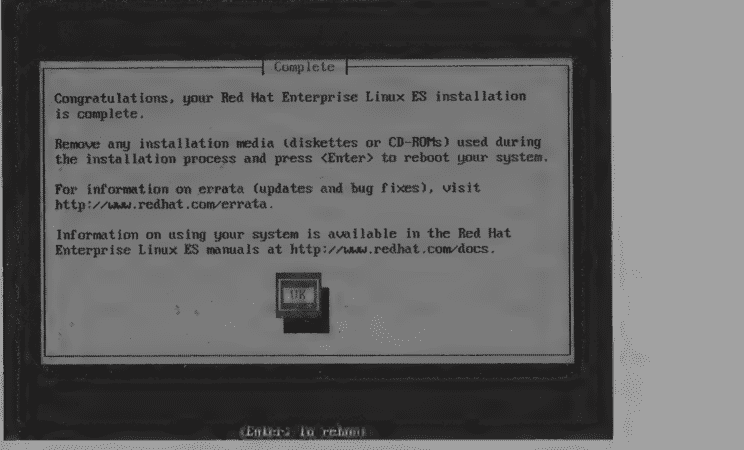 Complete
Congratulations, your Red Hat Enterprise Linux ES installation
is complete.
Remove any installation media (diskettes or CD-ROMs) used during
the installation process and press <Enter> to reboot your system.
For information on errata (updates and bug fixes), visit
http://www.redhat.com/errata.
Information on using your system is available in the Red Hat
Enterprise Linux ES manuals at http://www.redhat.com/docs.
OK
<Enter> to reboot